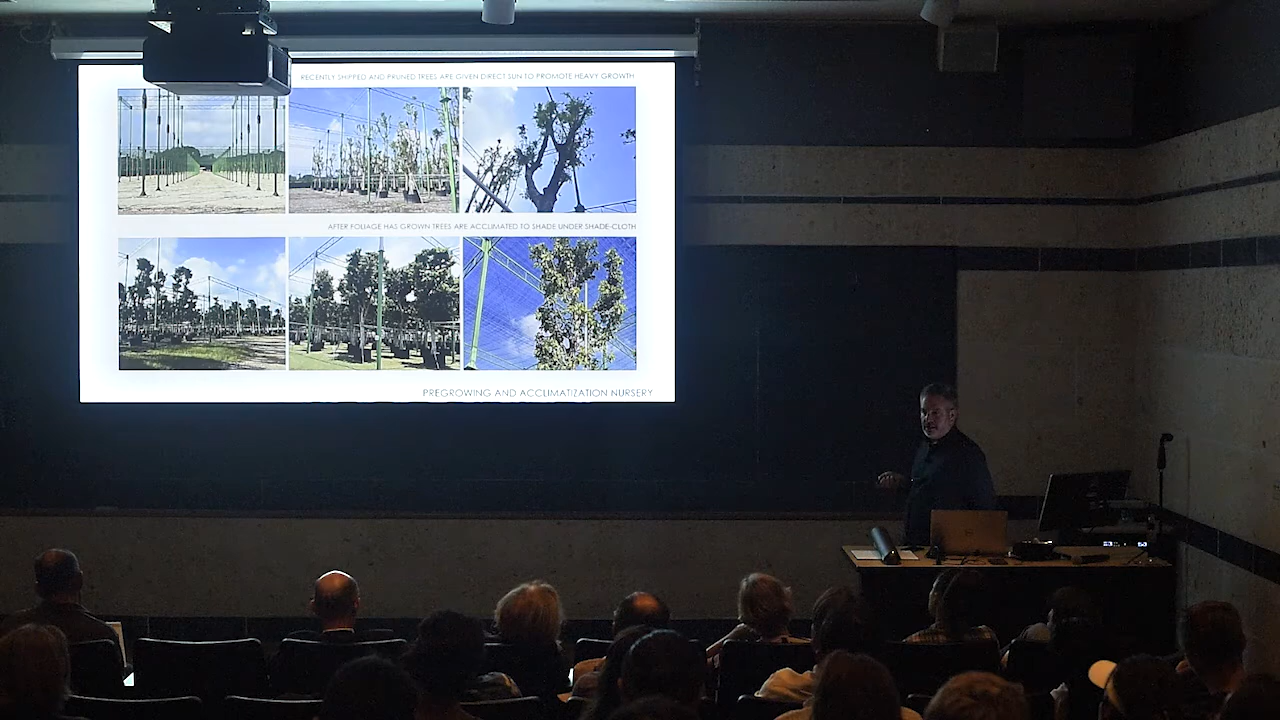 RECENTLY SHIPPED AND PRUNED TREES ARE GIVEN DIRECT SUN TO PROMOTE HEAVY GROWTH
AFTER FOLIAGE HAS GROWN TREES ARE ACCLIMATED TO SHADE UNDER SHADE-CLOTH
PREGROWING AND ACCLIMATIZATION NURSERY